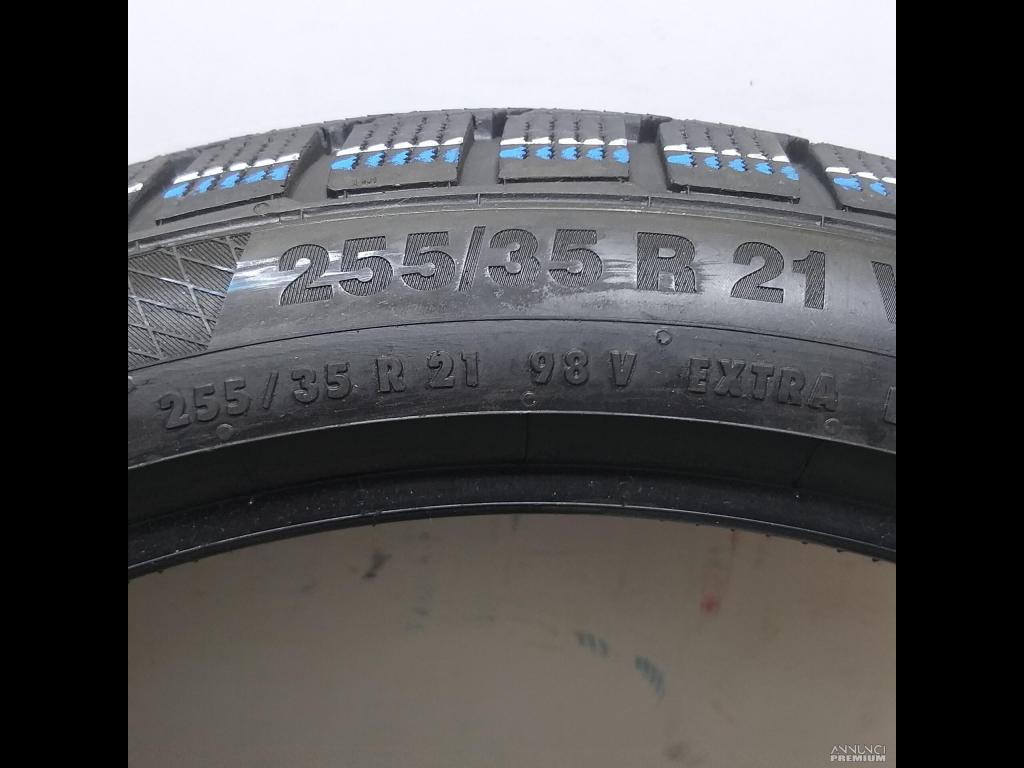 255/35 R 21
255/35 R 21 98 V EXTRA
ANNUNCI
PREMIUM